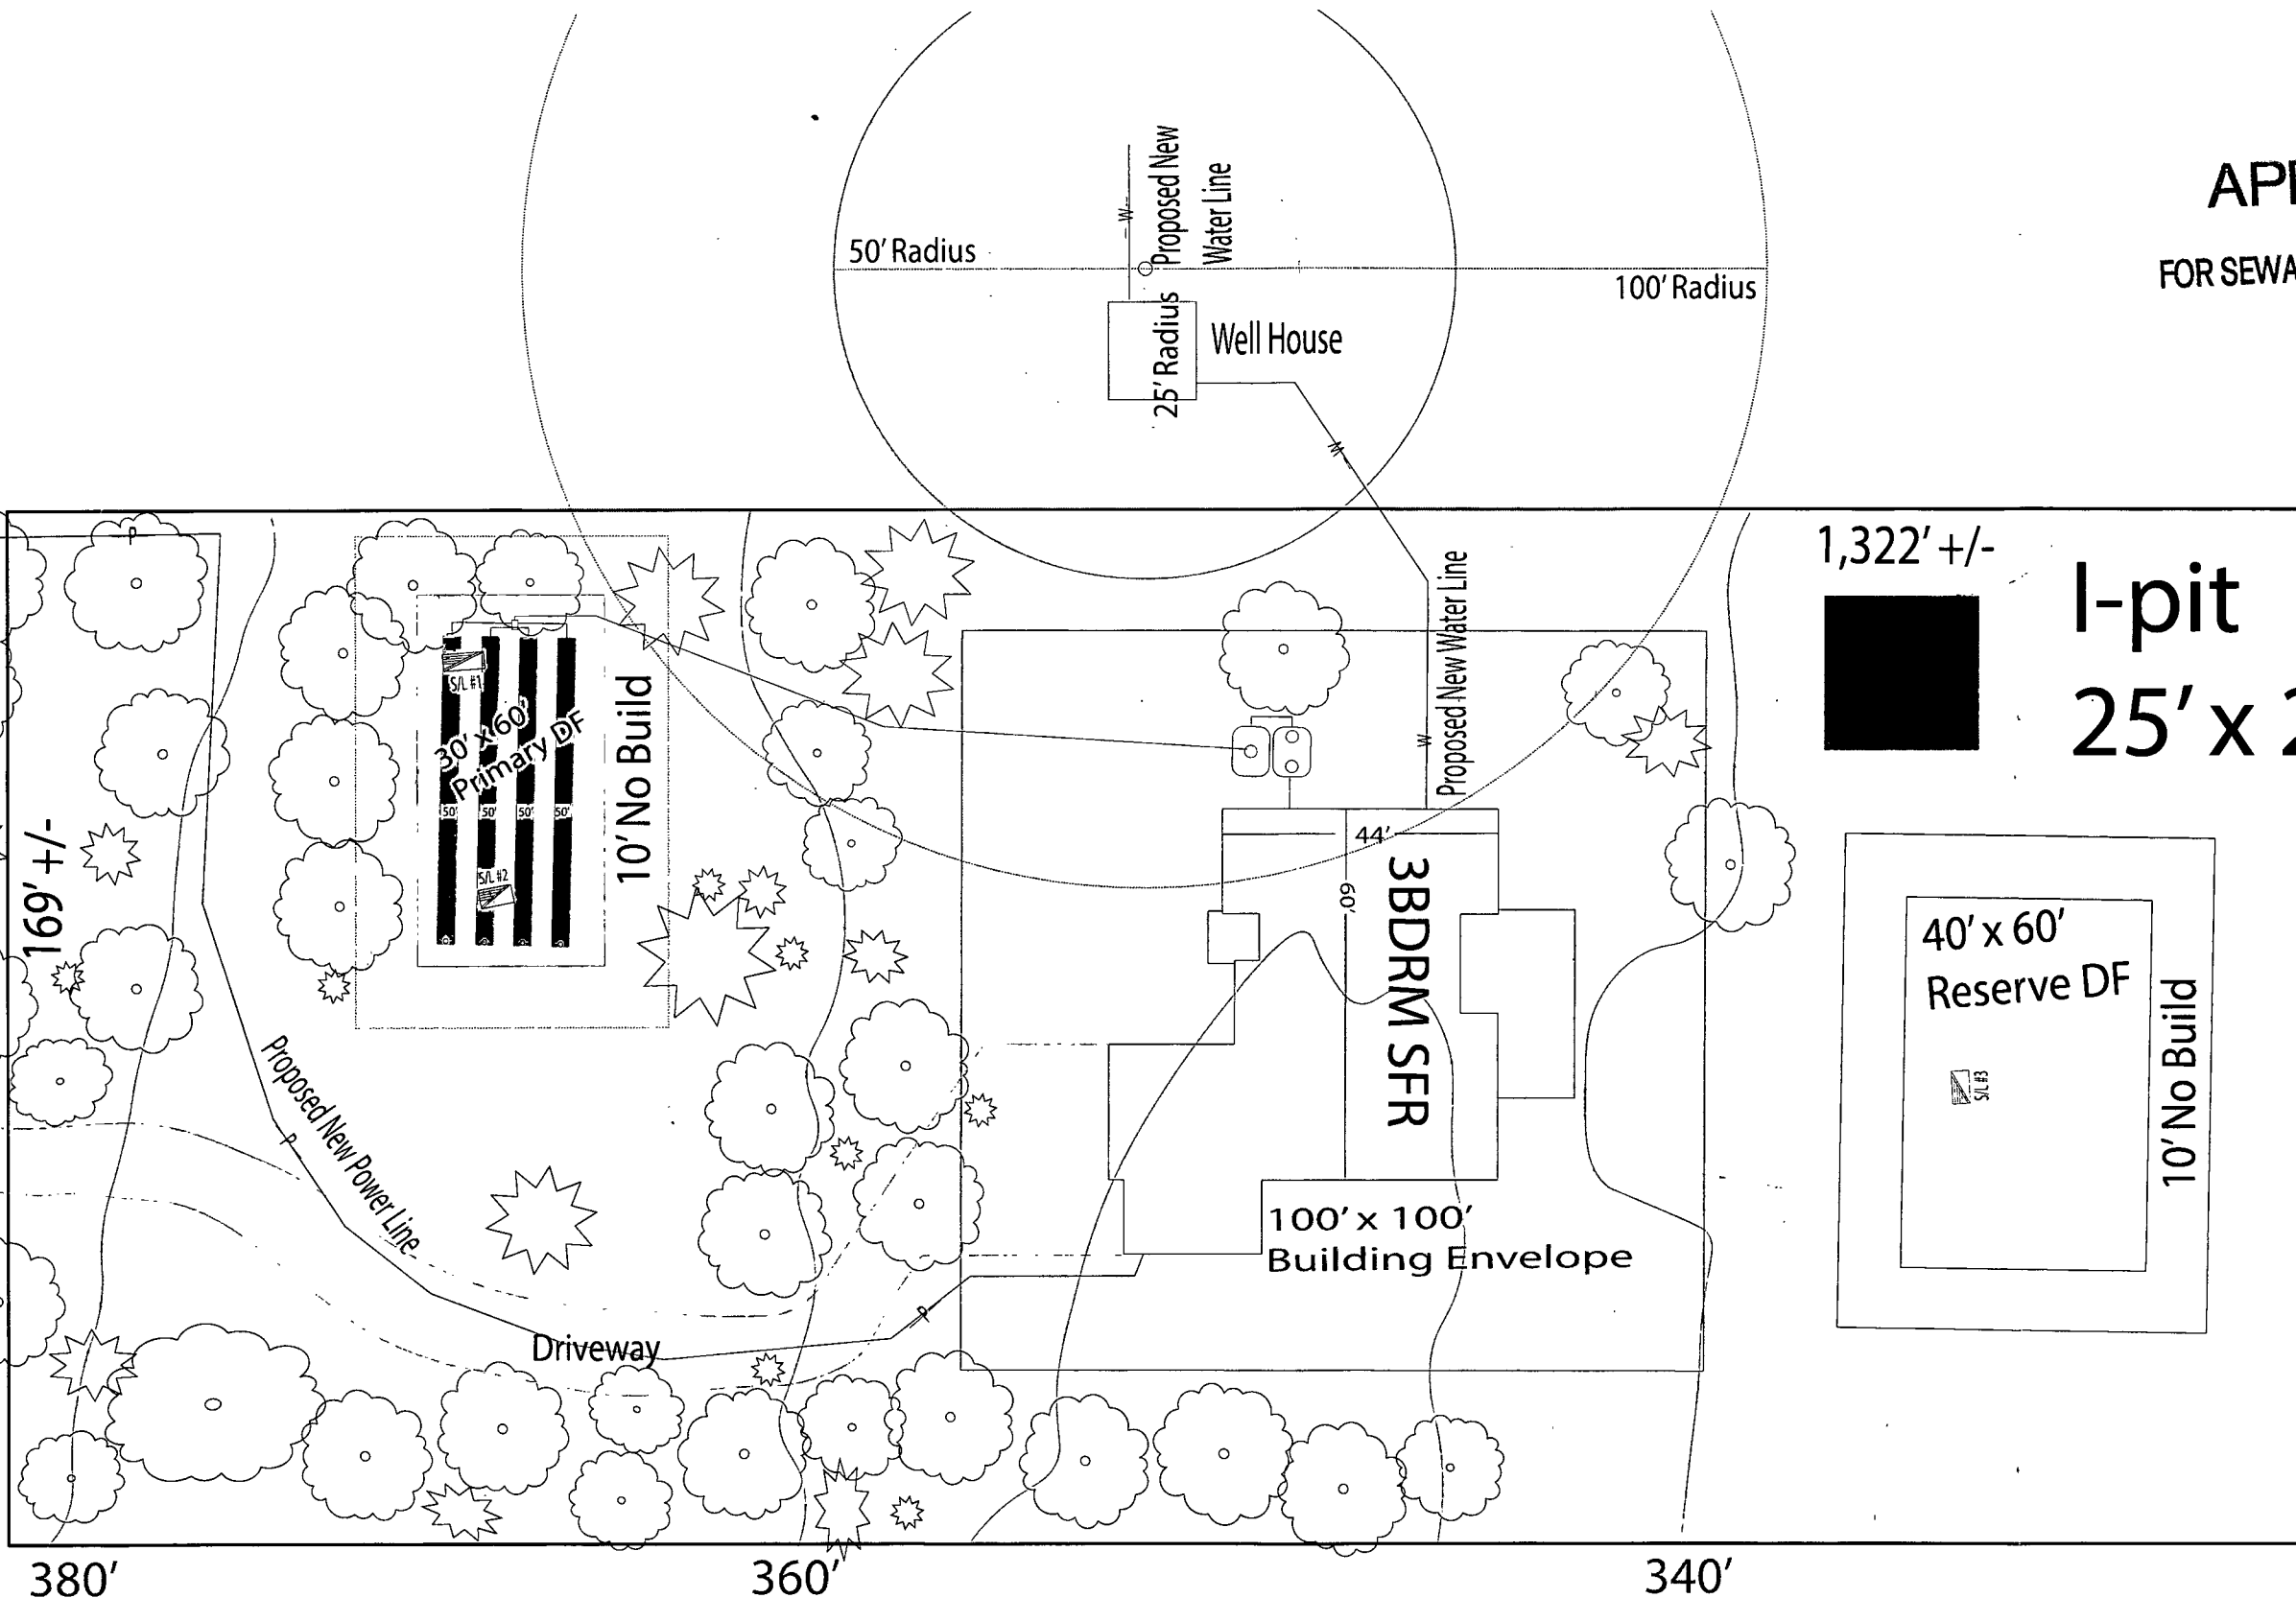 APP
FOR SEWA
Proposed New
Water Line
W
50' Radius
100' Radius
25' Radius
Well House
W
1,322' +/-
I-pit
25' x 2
P
Proposed New Water Line
W
S/L #1
30' x 60'
Primary DF
50'
50'
50'
50'
S/L #2
10' No Build
169' +/-
44'
60'
3BDRM SFR
40' x 60'
Reserve DF
S/L #3
10' No Build
Proposed New Power Line
P
100' x 100'
Building Envelope
P
Driveway
380'
360'
340'